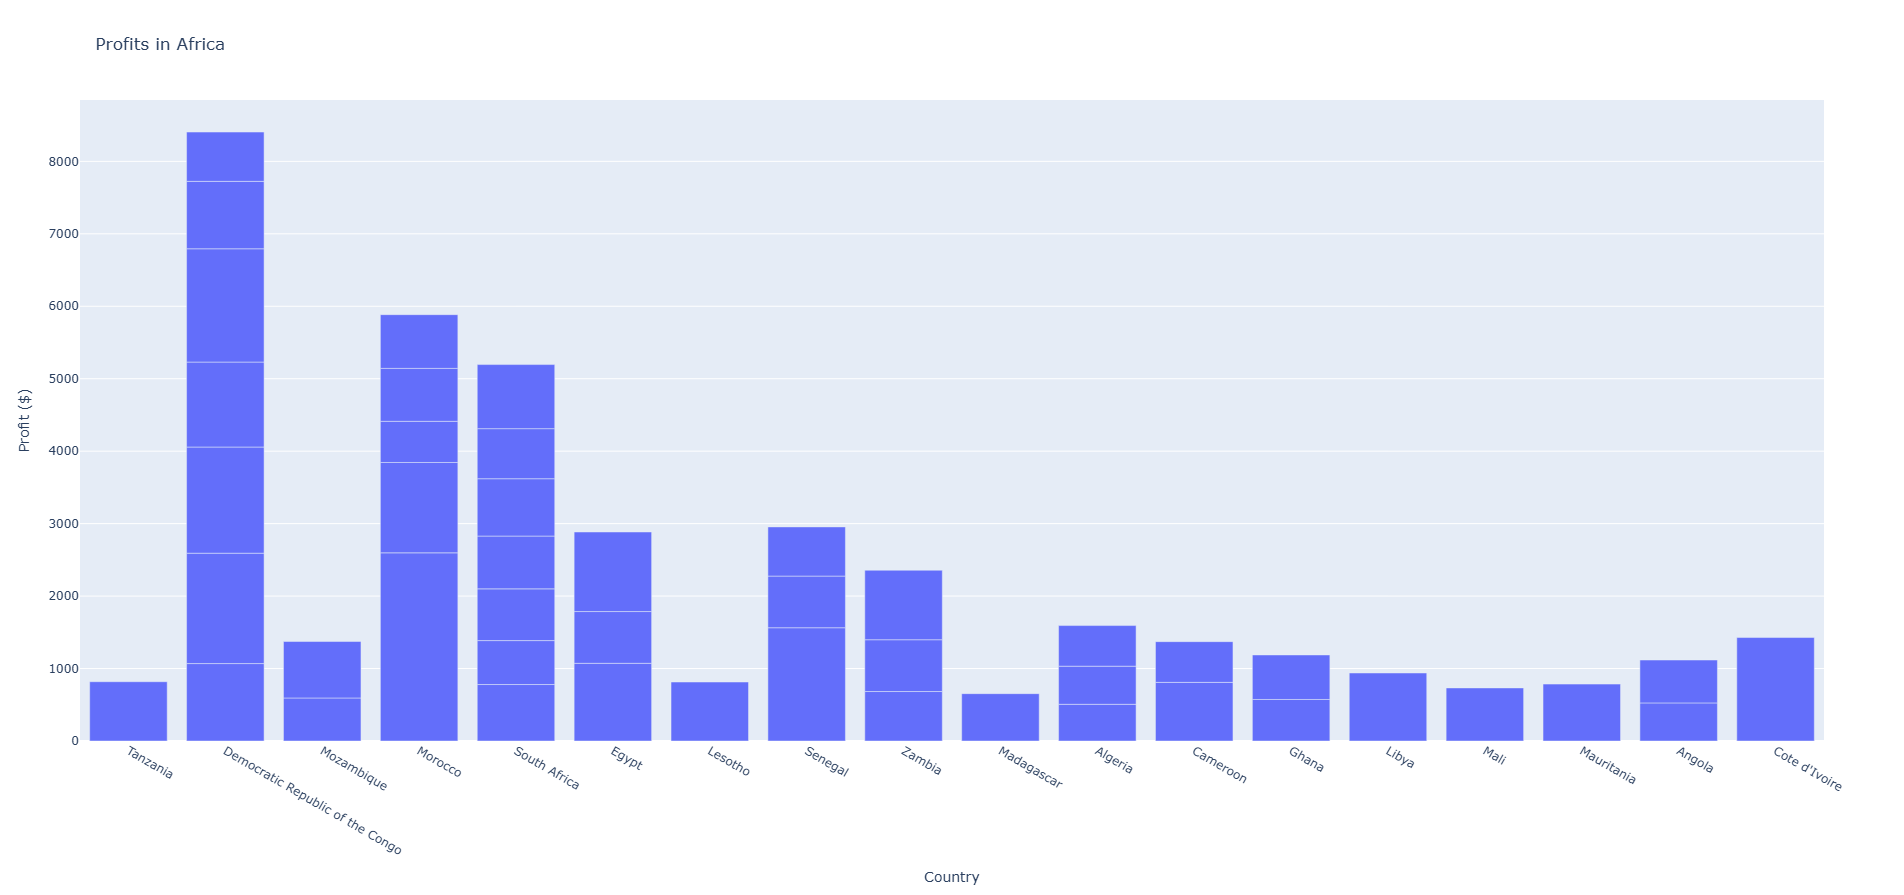 Profits in Africa
8000
7000
6000
5000
4000
3000
2000
1000
0
Profit ($)
Tanzania
Democratic Republic of the Congo
Mozambique
Morocco
South Africa
Egypt
Lesotho
Senegal
Zambia
Madagascar
Algeria
Cameroon
Ghana
Libya
Mali
Mauritania
Angola
Cote d'Ivoire
Country